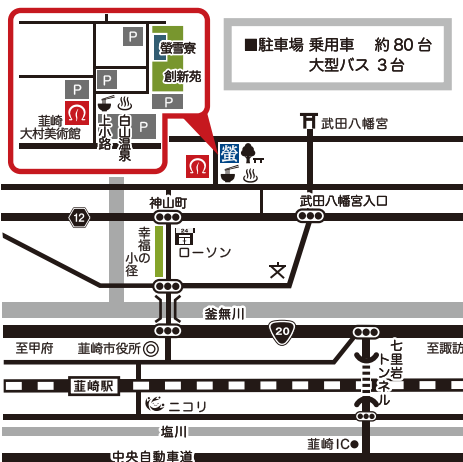 ■駐車場 乗用車 約80台
大型バス 3台
P
螢雪寮
P
創新苑
P
P
韮崎
大村美術館
上小路
白山温泉
P
螢
武田八幡宮
神山町
武田八幡宮入口
12
幸福の
小径
24
ローソン
釜無川
20
至甲府
韮崎市役所
七里岩
トンネル
至諏訪
韮崎駅
ニコリ
塩川
韮崎IC
中央自動車道